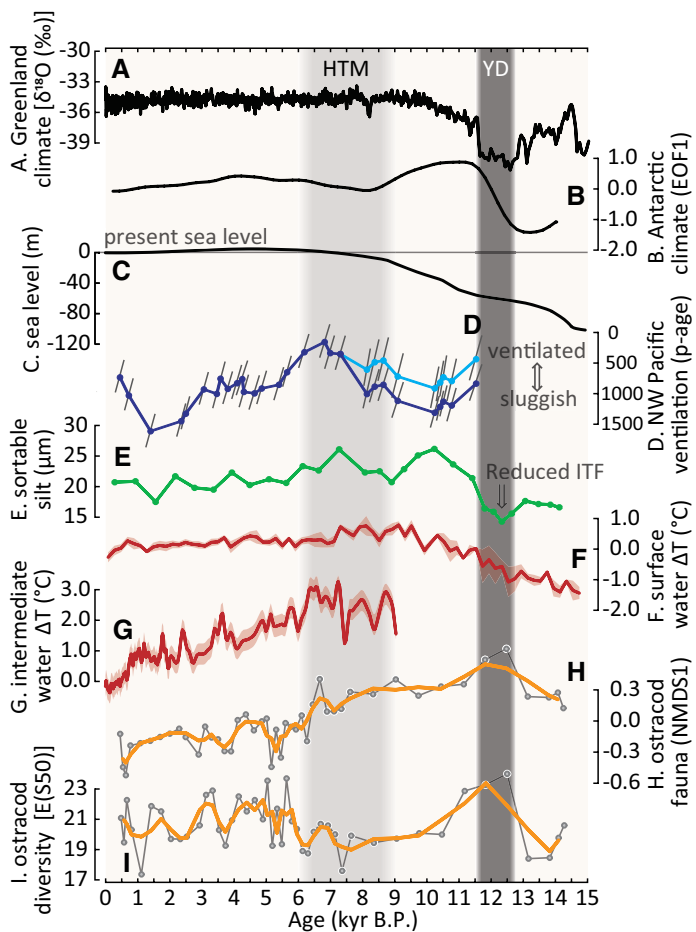 A
HTM
YD
-30
-33
-36
-39
A. Greenland
climate [δ¹⁸O (‰)]
1.0
0.0
-1.0
-2.0
B
B. Antarctic
climate (EOF1)
present sea level
0
-40
-80
-120
C
C. sea level (m)
D
0
500
1000
1500
ventilated
sluggish
D. NW Pacific
ventilation (p-age)
30
25
20
15
E
E. sortable
silt (μm)
Reduced ITF
1.0
0.0
-1.0
-2.0
F
F. surface
water ΔT (°C)
3.0
2.0
1.0
0.0
G
G. intermediate
water ΔT (°C)
H
0.3
0.0
-0.3
-0.6
H. ostracod
fauna (NMDS1)
23
21
19
17
I
I. ostracod
diversity [E(S50)]
0 1 2 3 4 5 6 7 8 9 10 11 12 13 14 15
Age (kyr B.P.)